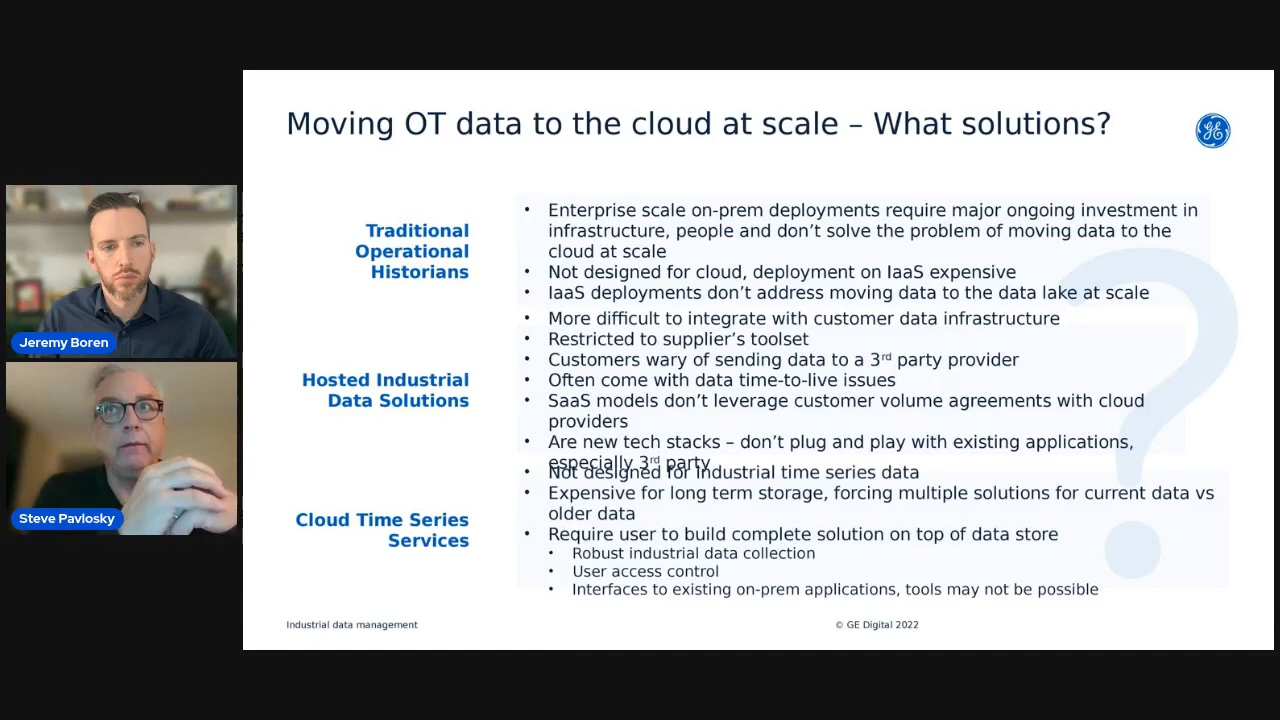 Moving OT data to the cloud at scale – What solutions?
GE
Traditional
Operational
Historians
• Enterprise scale on-prem deployments require major ongoing investment in
infrastructure, people and don’t solve the problem of moving data to the
cloud at scale
• Not designed for cloud, deployment on IaaS expensive
• IaaS deployments don’t address moving data to the data lake at scale
Hosted Industrial
Data Solutions
• More difficult to integrate with customer data infrastructure
• Restricted to supplier’s toolset
• Customers wary of sending data to a 3rd party provider
• Often come with data time-to-live issues
• SaaS models don’t leverage customer volume agreements with cloud
providers
• Are new tech stacks – don’t plug and play with existing applications,
especially 3rd party
Cloud Time Series
Services
• Not designed for industrial time series data
• Expensive for long term storage, forcing multiple solutions for current data vs
older data
• Require user to build complete solution on top of data store
• Robust industrial data collection
• User access control
• Interfaces to existing on-prem applications, tools may not be possible
?
Industrial data management
© GE Digital 2022
Jeremy Boren
Steve Pavlosky